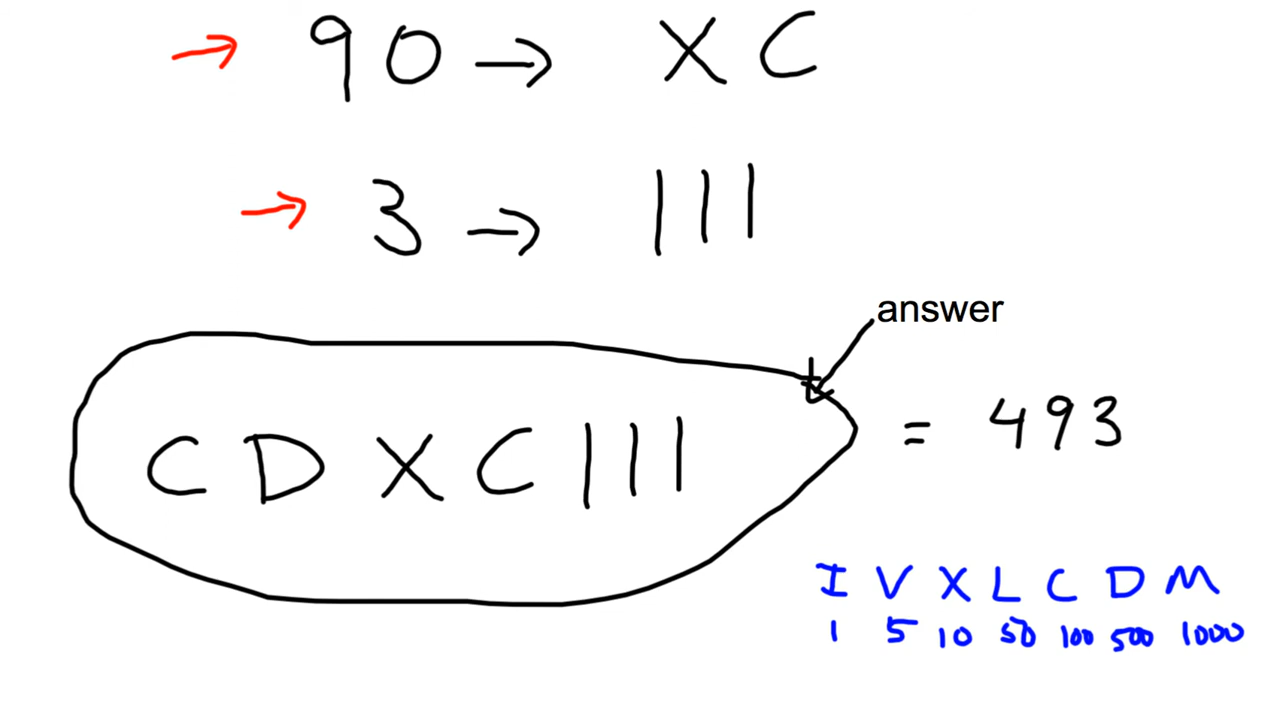 → 90 → XC
→ 3 → III
answer
CDXCIII = 493
I V X L C D M
1 5 10 50 100 500 1000